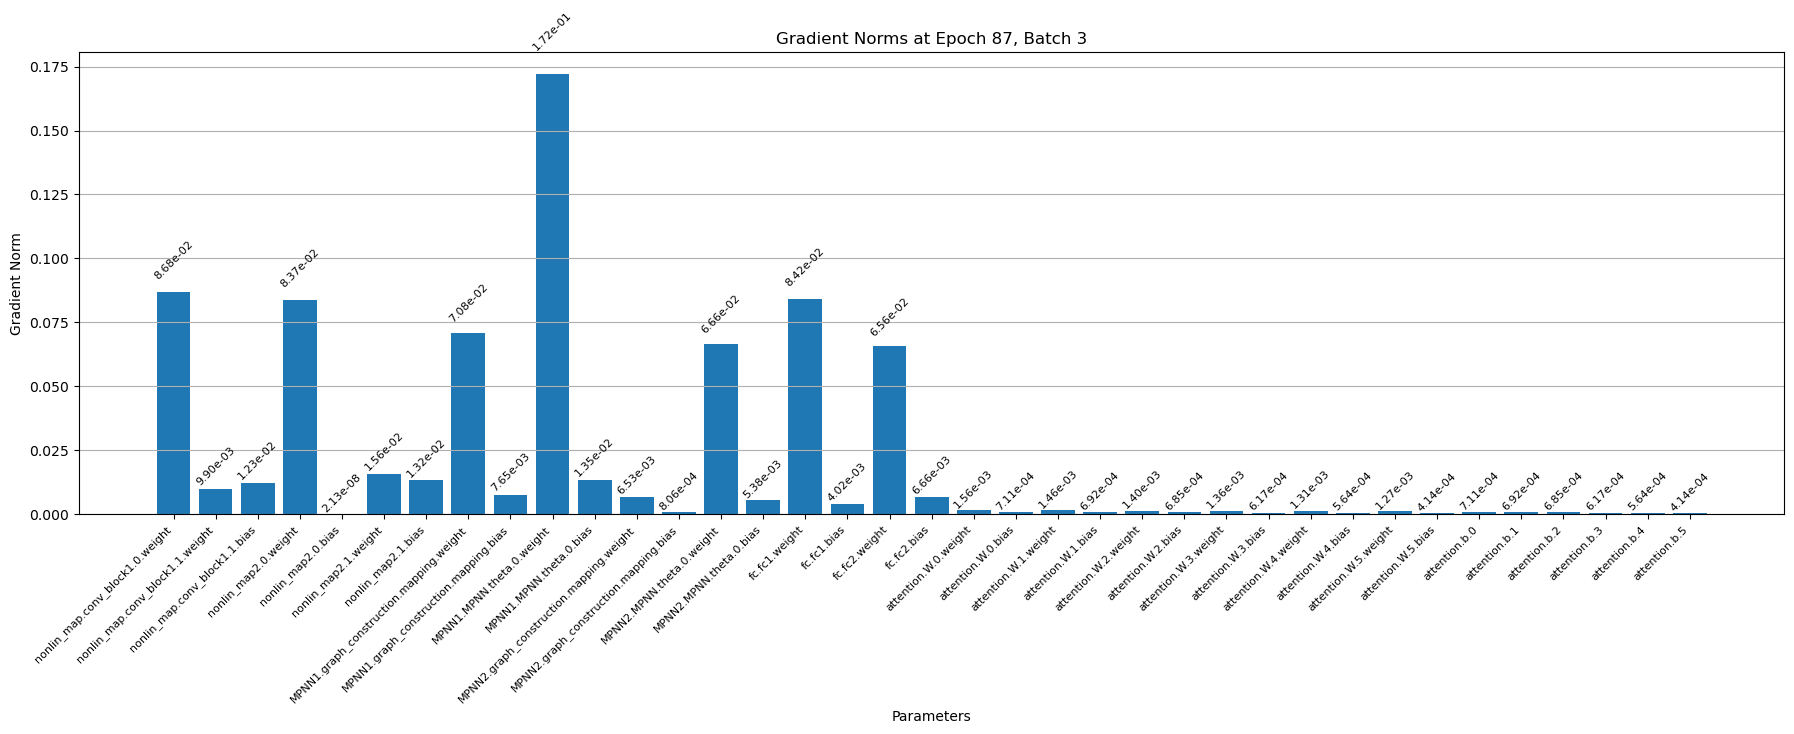 Gradient Norms at Epoch 87, Batch 3
Gradient Norm
0.175
0.150
0.125
0.100
0.075
0.050
0.025
0.000
8.68e-02
9.90e-03
1.23e-02
8.37e-02
2.13e-08
1.56e-02
1.32e-02
7.08e-02
7.65e-03
1.72e-01
1.35e-02
6.53e-03
8.06e-04
6.66e-02
5.38e-03
8.42e-02
4.02e-03
6.56e-02
6.66e-03
1.56e-03
7.11e-04
1.46e-03
6.92e-04
1.40e-03
6.85e-04
1.36e-03
6.17e-04
1.31e-03
5.64e-04
1.27e-03
4.14e-04
7.11e-04
6.92e-04
6.85e-04
6.17e-04
5.64e-04
4.14e-04
nonlin_map.conv_block1.0.weight
nonlin_map.conv_block1.1.weight
nonlin_map.conv_block1.1.bias
nonlin_map2.0.weight
nonlin_map2.0.bias
nonlin_map2.1.weight
nonlin_map2.1.bias
MPNN1.graph_construction.mapping.weight
MPNN1.graph_construction.mapping.bias
MPNN1.MPNN.theta.0.weight
MPNN1.MPNN.theta.0.bias
MPNN2.graph_construction.mapping.weight
MPNN2.graph_construction.mapping.bias
MPNN2.MPNN.theta.0.weight
MPNN2.MPNN.theta.0.bias
fc.fc1.weight
fc.fc1.bias
fc.fc2.weight
fc.fc2.bias
attention.W.0.weight
attention.W.0.bias
attention.W.1.weight
attention.W.1.bias
attention.W.2.weight
attention.W.2.bias
attention.W.3.weight
attention.W.3.bias
attention.W.4.weight
attention.W.4.bias
attention.W.5.weight
attention.W.5.bias
attention.b.0
attention.b.1
attention.b.2
attention.b.3
attention.b.4
attention.b.5
Parameters